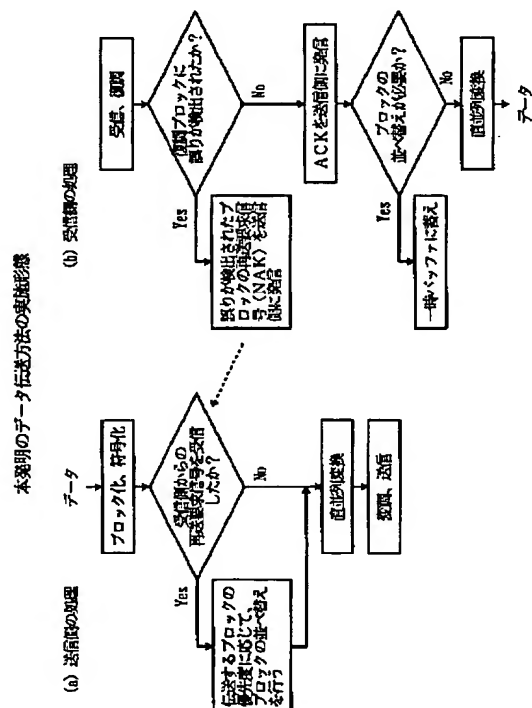 本発明のデータ伝送方法の実施形態
(a) 送信側の処理
データ
ブロック化、符号化
受信側からの
再送要求信号を受信
したか？
Yes
No
伝送するブロックの
優先度に応じて、
ブロックの並べ替え
を行う
直並列変換
変調、送信
(b) 受信側の処理
受信、復調
復調ブロックに
誤りが検出されたか？
Yes
No
誤りが検出されたブ
ロックの再送要求信
号（NAK）を送信
側に発信
ACKを送信側に発信
ブロックの
並べ替えが必要か？
Yes
No
一時バッファに替え
直並列変換
データ